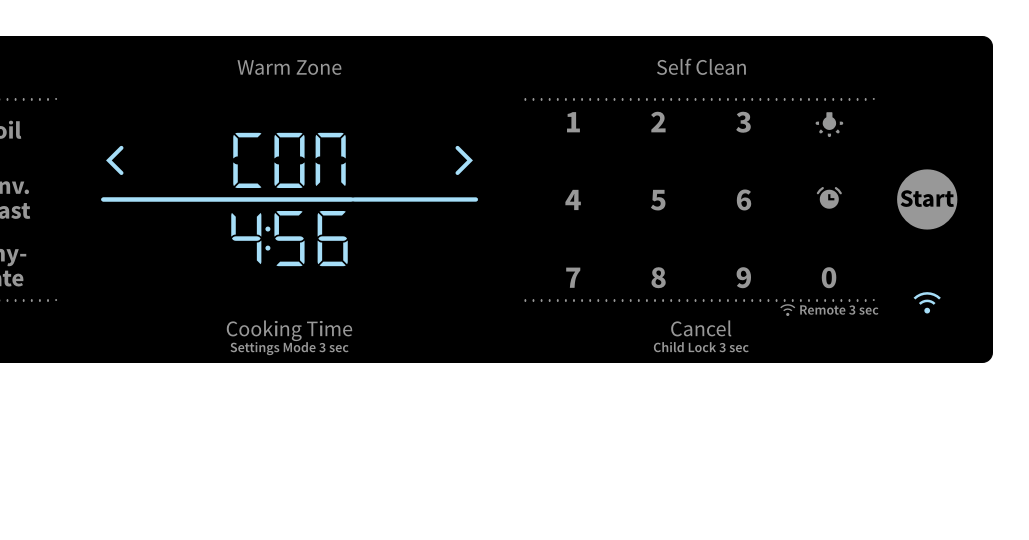 oil
nv.
ast
hy-
ate
Warm Zone
CON
4:56
Cooking Time
Settings Mode 3 sec
Self Clean
1 2 3
4 5 6
7 8 9 0
Remote 3 sec
Cancel
Child Lock 3 sec
Start